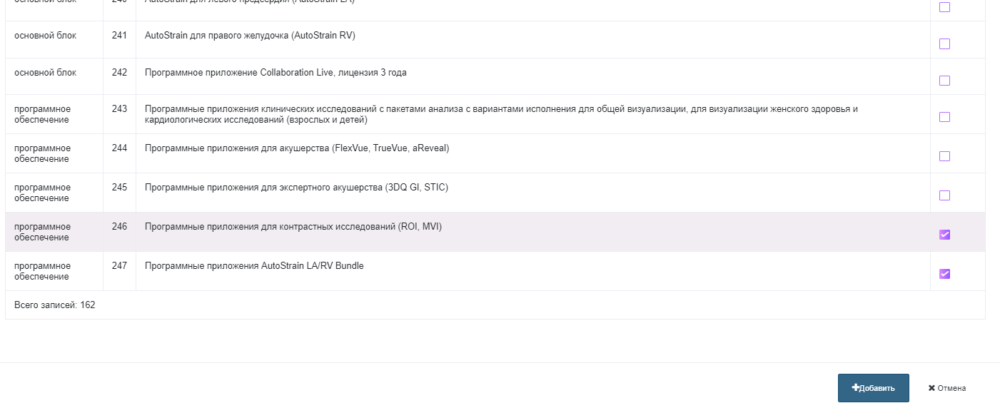 основной блок 240 AutoStrain для левого предсердия (AutoStrain LA)
основной блок 241 AutoStrain для правого желудочка (AutoStrain RV)
основной блок 242 Программное приложение Collaboration Live, лицензия 3 года
программное обеспечение 243 Программные приложения клинических исследований с пакетами анализа с вариантами исполнения для общей визуализации, для визуализации женского здоровья и
кардиологических исследований (взрослых и детей)
программное обеспечение 244 Программные приложения для акушерства (FlexVue, TrueVue, aReveal)
программное обеспечение 245 Программные приложения для экспертного акушерства (3DQ GI, STIC)
программное обеспечение 246 Программные приложения для контрастных исследований (ROI, MVI)
программное обеспечение 247 Программные приложения AutoStrain LA/RV Bundle
Всего записей: 162
Добавить
Отмена